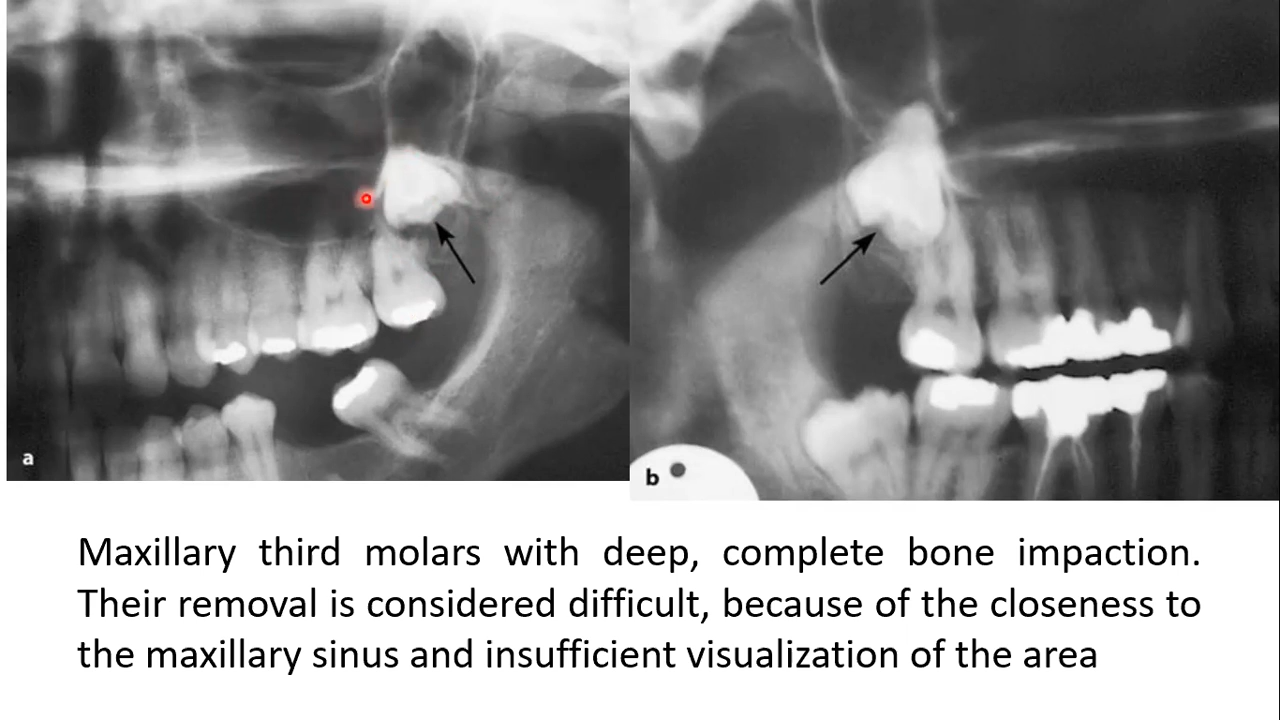 a
b
Maxillary third molars with deep, complete bone impaction.
Their removal is considered difficult, because of the closeness to
the maxillary sinus and insufficient visualization of the area